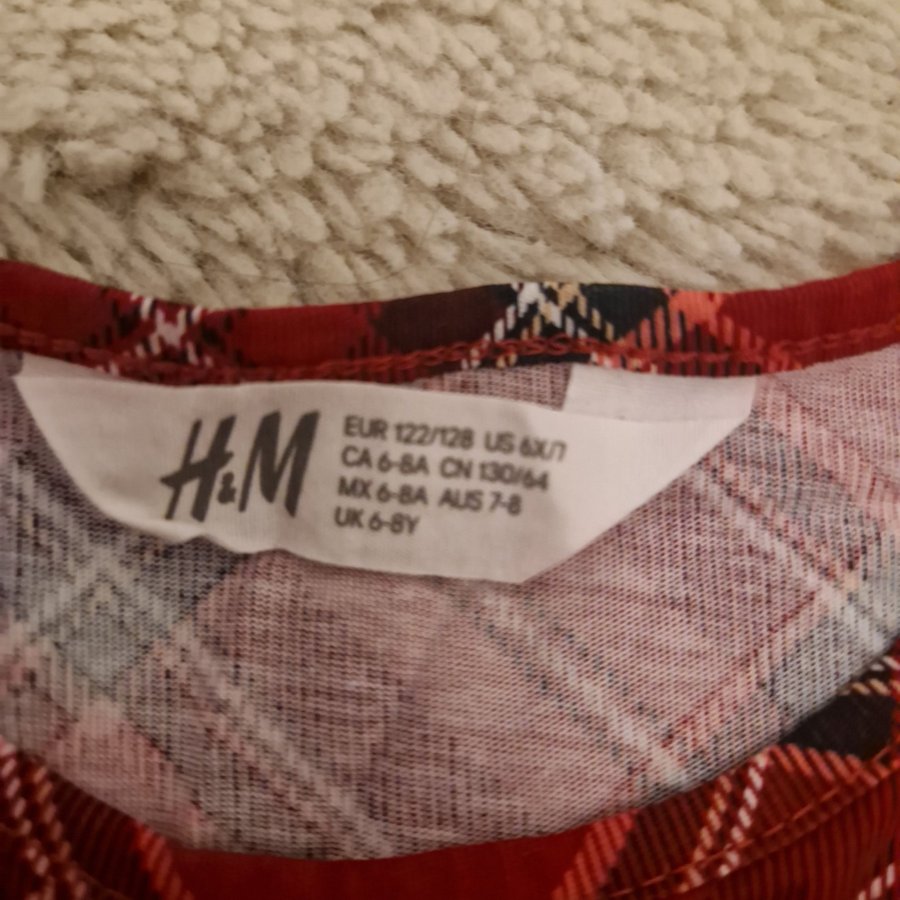 H&M
EUR 122/128 US 6X/7
CA 6-8A CN 130/64
MX 6-8A AUS 7-8
UK 6-8Y